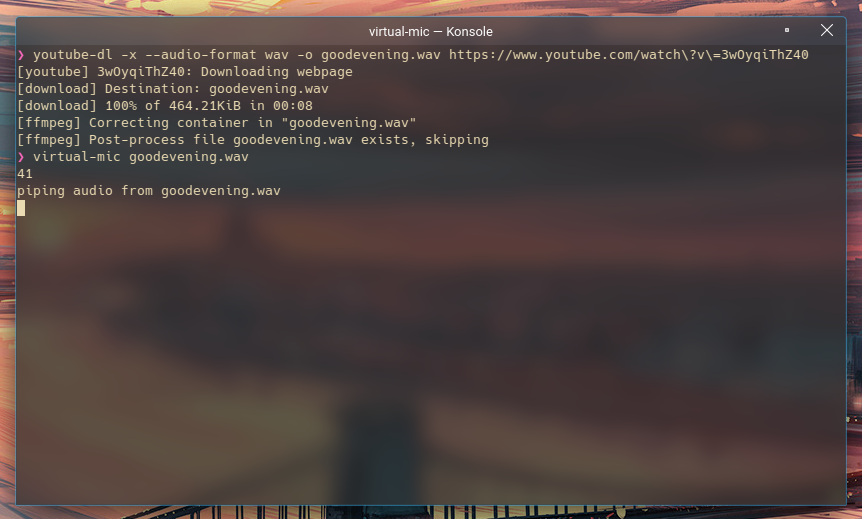 virtual-mic — Konsole
❯ youtube-dl -x --audio-format wav -o goodevening.wav https://www.youtube.com/watch\?v\=3wOyqiThZ40
[youtube] 3wOyqiThZ40: Downloading webpage
[download] Destination: goodevening.wav
[download] 100% of 464.21KiB in 00:08
[ffmpeg] Correcting container in "goodevening.wav"
[ffmpeg] Post-process file goodevening.wav exists, skipping
❯ virtual-mic goodevening.wav
41
piping audio from goodevening.wav